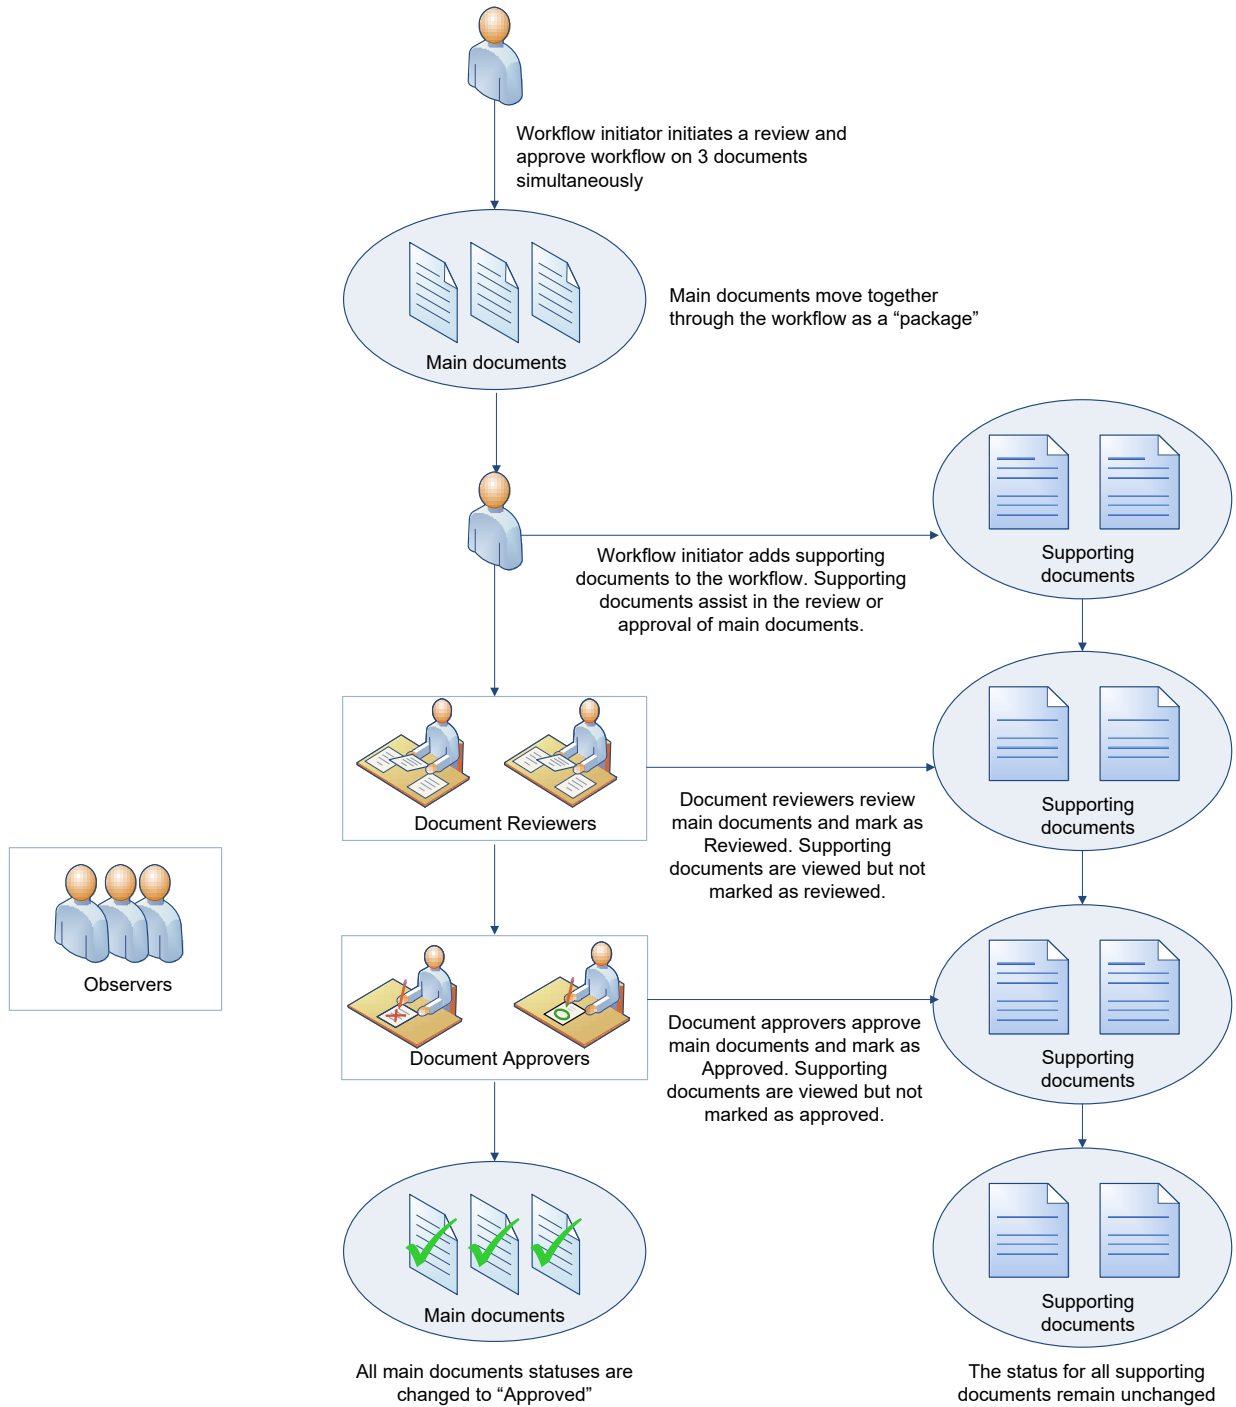 Workflow initiator initiates a review and
approve workflow on 3 documents
simultaneously
Main documents
Main documents move together
through the workflow as a “package”
Supporting
documents
Workflow initiator adds supporting
documents to the workflow. Supporting
documents assist in the review or
approval of main documents.
Supporting
documents
Document Reviewers
Document reviewers review
main documents and mark as
Reviewed. Supporting
documents are viewed but not
marked as reviewed.
Observers
Supporting
documents
Document Approvers
Document approvers approve
main documents and mark as
Approved. Supporting
documents are viewed but not
marked as approved.
Main documents
Supporting
documents
All main documents statuses are
changed to “Approved”
The status for all supporting
documents remain unchanged